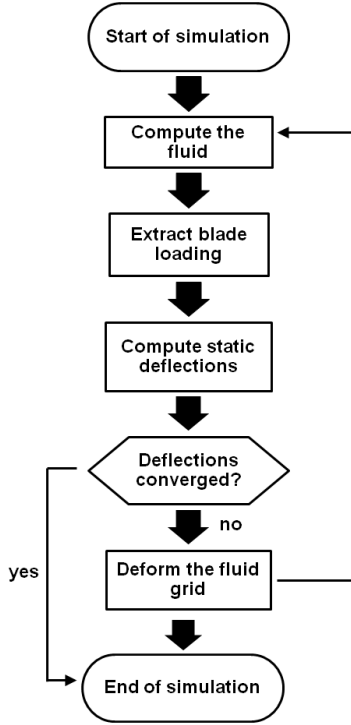 Start of simulation
Compute the
fluid
Extract blade
loading
Compute static
deflections
Deflections
converged?
no
yes
Deform the fluid
grid
End of simulation